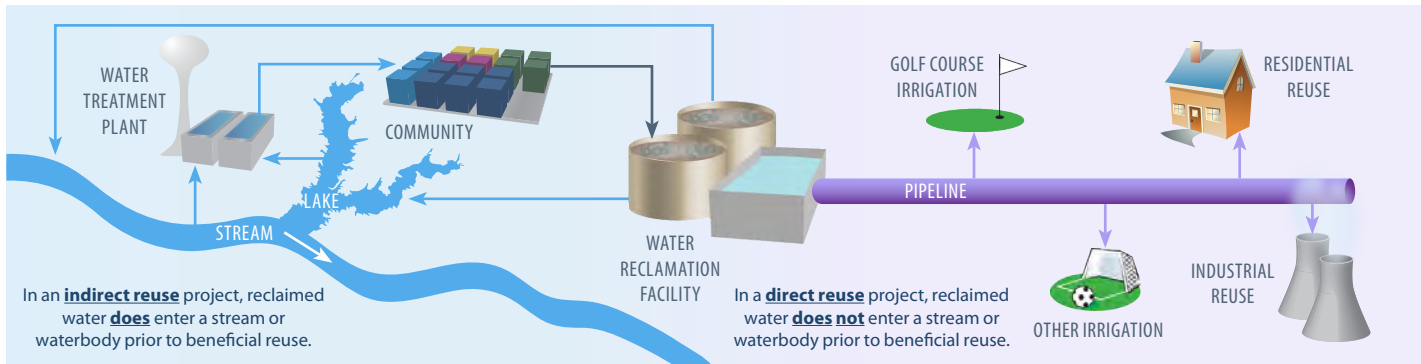 WATER
TREATMENT
PLANT
COMMUNITY
LAKE
STREAM
In an indirect reuse project, reclaimed
water does enter a stream or
waterbody prior to beneficial reuse.
WATER
RECLAMATION
FACILITY
GOLF COURSE
IRRIGATION
RESIDENTIAL
REUSE
PIPELINE
In a direct reuse project, reclaimed
water does not enter a stream or
waterbody prior to beneficial reuse.
OTHER IRRIGATION
INDUSTRIAL
REUSE